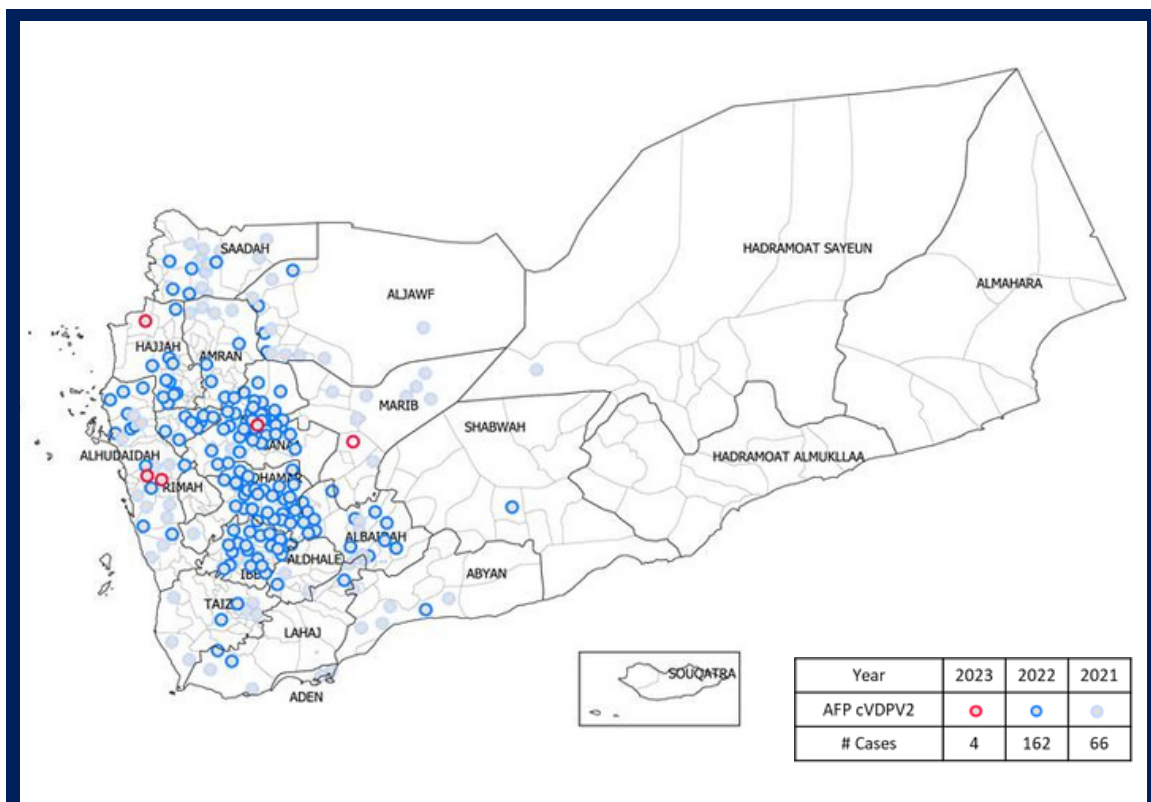 SAADAH
HADRAMOAT SAYEUN
ALJAWF
ALMAHARA
HAJJAH
AMRAN
MARIB
SHABWAH
ALHUDAIDAH
HADRAMOAT ALMUKLLAA
DHAMAR
RIMAH
ALBAIDAH
ALDHALE
IBB
ABYAN
TAIZ
LAHAJ
ADEN
SOUQATRA
Year 2023 2022 2021
AFP cVDPV2
# Cases 4 162 66